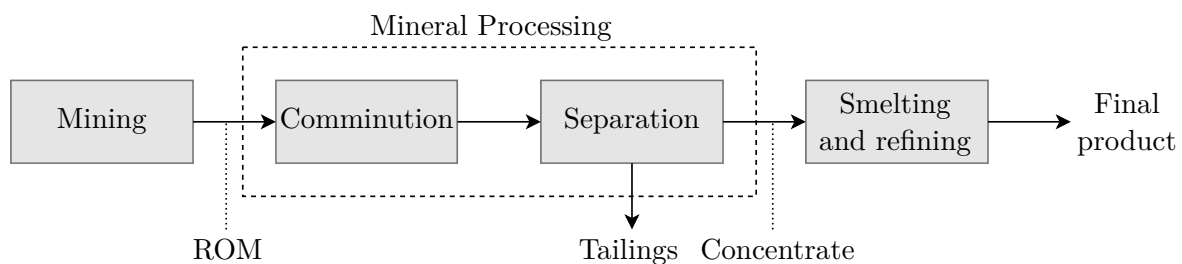 Mineral Processing
Mining
Comminution
Separation
Smelting
and refining
Final
product
ROM
Tailings
Concentrate